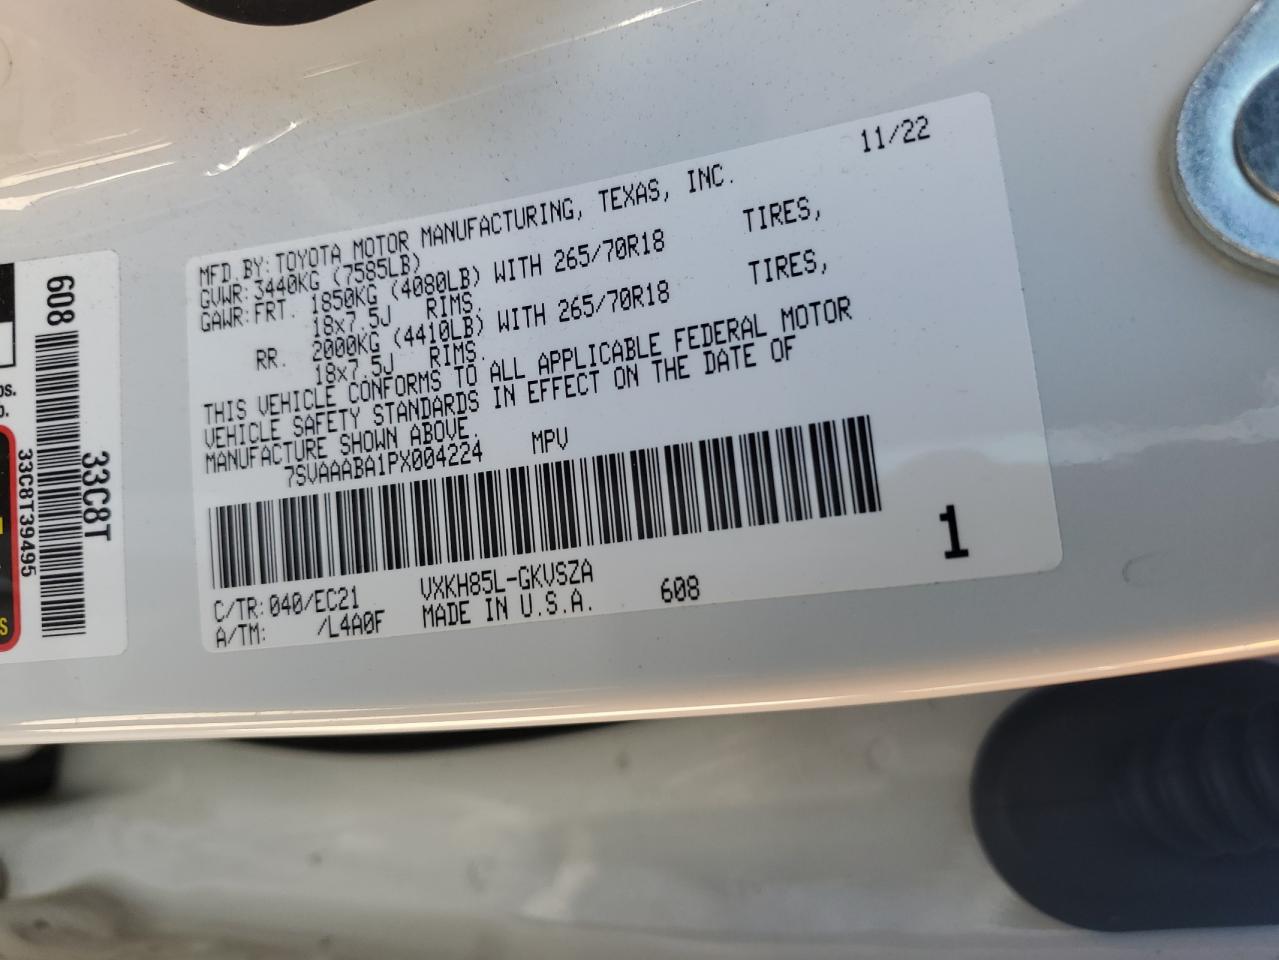 11/22
MFD.BY: TOYOTA MOTOR MANUFACTURING, TEXAS, INC.
GVWR: 3440KG (7585LB)
GAWR: FRT. 1850KG (4080LB) WITH 265/70R18 TIRES,
18x7.5J RIMS.
RR. 2000KG (4410LB) WITH 265/70R18 TIRES,
18x7.5J RIMS.
THIS VEHICLE CONFORMS TO ALL APPLICABLE FEDERAL MOTOR
VEHICLE SAFETY STANDARDS IN EFFECT ON THE DATE OF
MANUFACTURE SHOWN ABOVE.
7SVAAABA1PX004224 MPV
1
C/TR: 040/EC21 VXKH85L-GKVSZA
A/TM: /L4A0F MADE IN U.S.A. 608
608
33C8T
33C8T39495